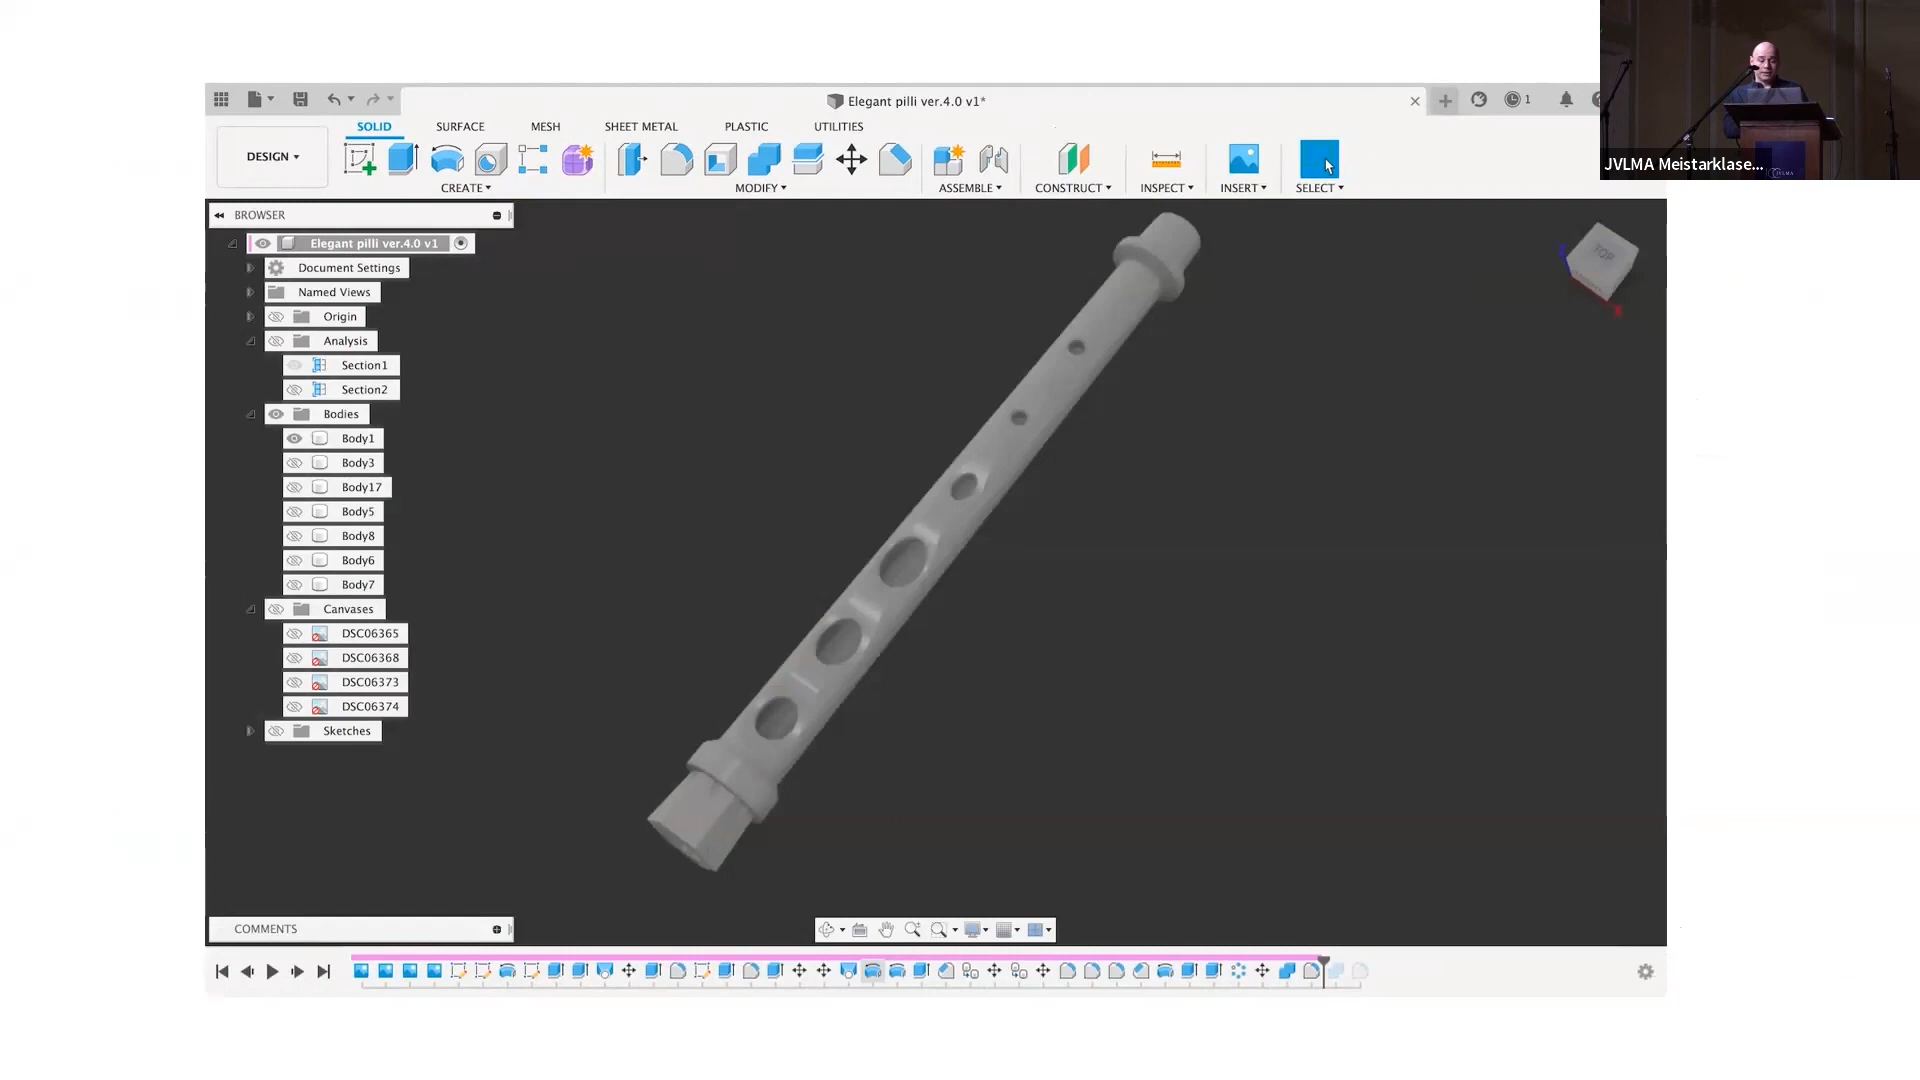 Elegant pilli ver.4.0 v1*
1
SOLID
SURFACE
MESH
SHEET METAL
PLASTIC
UTILITIES
DESIGN
CREATE
MODIFY
ASSEMBLE
CONSTRUCT
INSPECT
INSERT
SELECT
JVLMA Meistarklase...
BROWSER
Elegant pilli ver.4.0 v1
Document Settings
Named Views
Origin
Analysis
Section1
Section2
Bodies
Body1
Body3
Body17
Body5
Body8
Body6
Body7
Canvases
DSC06365
DSC06368
DSC06373
DSC06374
Sketches
TOP
Z
X
COMMENTS